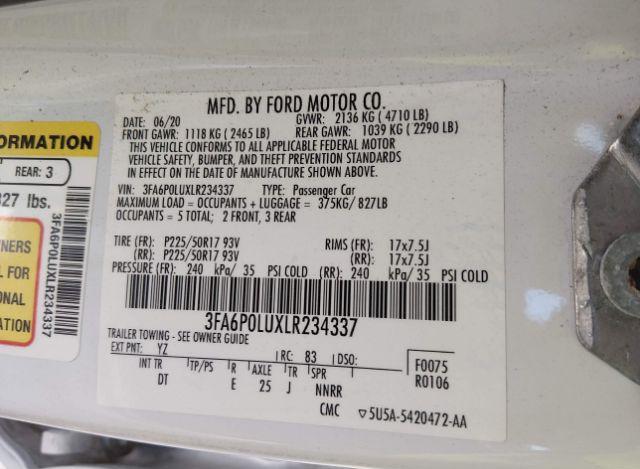 MFD. BY FORD MOTOR CO.
DATE: 06/20 GVWR: 2136 KG ( 4710 LB)
FRONT GAWR: 1118 KG ( 2465 LB) REAR GAWR: 1039 KG ( 2290 LB)
THIS VEHICLE CONFORMS TO ALL APPLICABLE FEDERAL MOTOR
VEHICLE SAFETY, BUMPER, AND THEFT PREVENTION STANDARDS
IN EFFECT ON THE DATE OF MANUFACTURE SHOWN ABOVE.
VIN: 3FA6P0LUXLR234337 TYPE: Passenger Car
MAXIMUM LOAD = OCCUPANTS + LUGGAGE = 375KG/ 827LB
OCCUPANTS = 5 TOTAL; 2 FRONT, 3 REAR
TIRE (FR): P225/50R17 93V RIMS (FR): 17x7.5J
(RR): P225/50R17 93V (RR): 17x7.5J
PRESSURE (FR): 240 kPa/ 35 PSI COLD (RR): 240 kPa/ 35 PSI COLD
3FA6P0LUXLR234337
TRAILER TOWING - SEE OWNER GUIDE
EXT PNT: YZ RC: 83 DSO: F0075
INT TR TP/PS R AXLE TR SPR R0106
DT E 25 J NNRR
CMC 5U5A-5420472-AA
FORMATION
REAR: 3
827 lbs.
WNERS
L FOR
ONAL
3FA6P0LUXLR234337